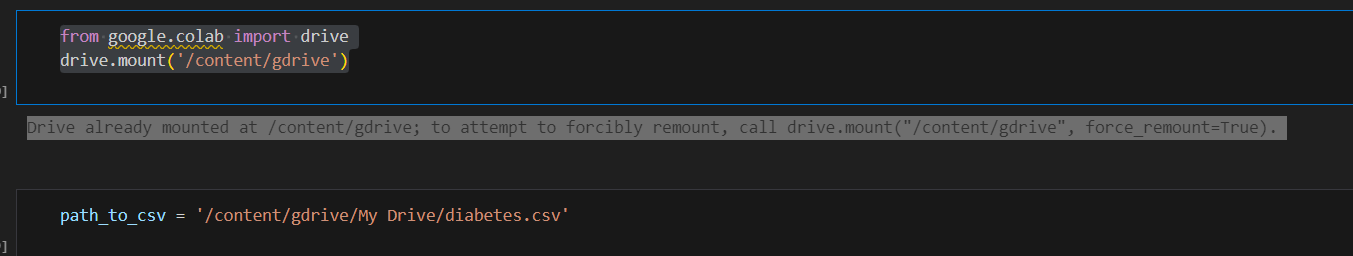 from google.colab import drive
drive.mount('/content/gdrive')
]
Drive already mounted at /content/gdrive; to attempt to forcibly remount, call drive.mount("/content/gdrive", force_remount=True).
path_to_csv = '/content/gdrive/My Drive/diabetes.csv'
]